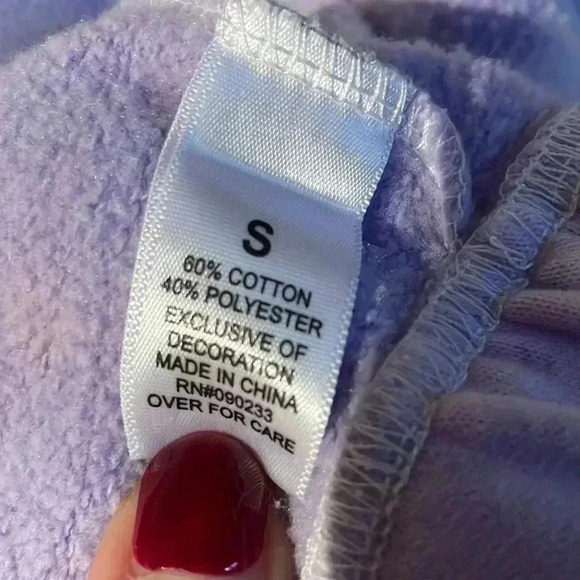 S
60% COTTON
40% POLYESTER
EXCLUSIVE OF
DECORATION
MADE IN CHINA
RN#090233
OVER FOR CARE